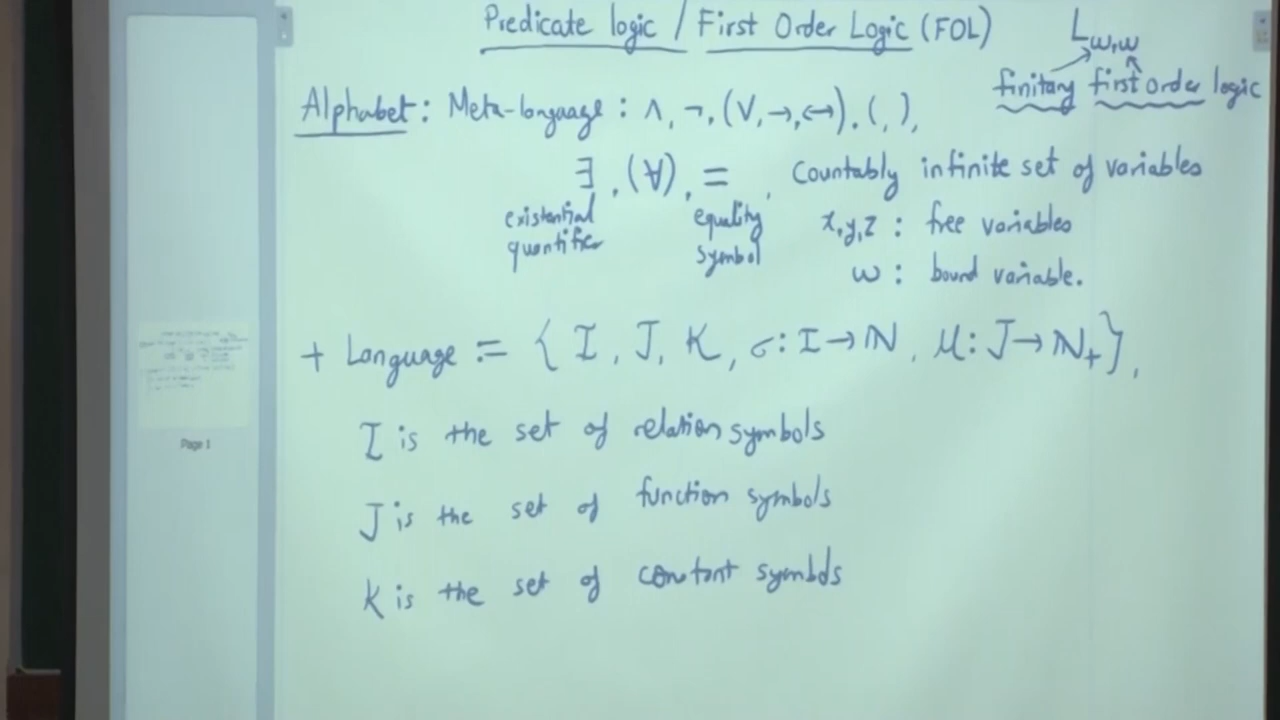 Predicate logic / First Order Logic (FOL)
L ω,ω
finitary first order logic
Alphabet : Meta-language : ∧, ¬, (∨, →, ↔), (, ),
∃, (∀), =, Countably infinite set of variables
existential quantifier
equality symbol
x,y,z : free variables
w : bound variable.
+ Language := { I, J, K, σ: I → ℕ, μ: J → ℕ+ },
I is the set of relation symbols
J is the set of function symbols
K is the set of constant symbols
Page 1